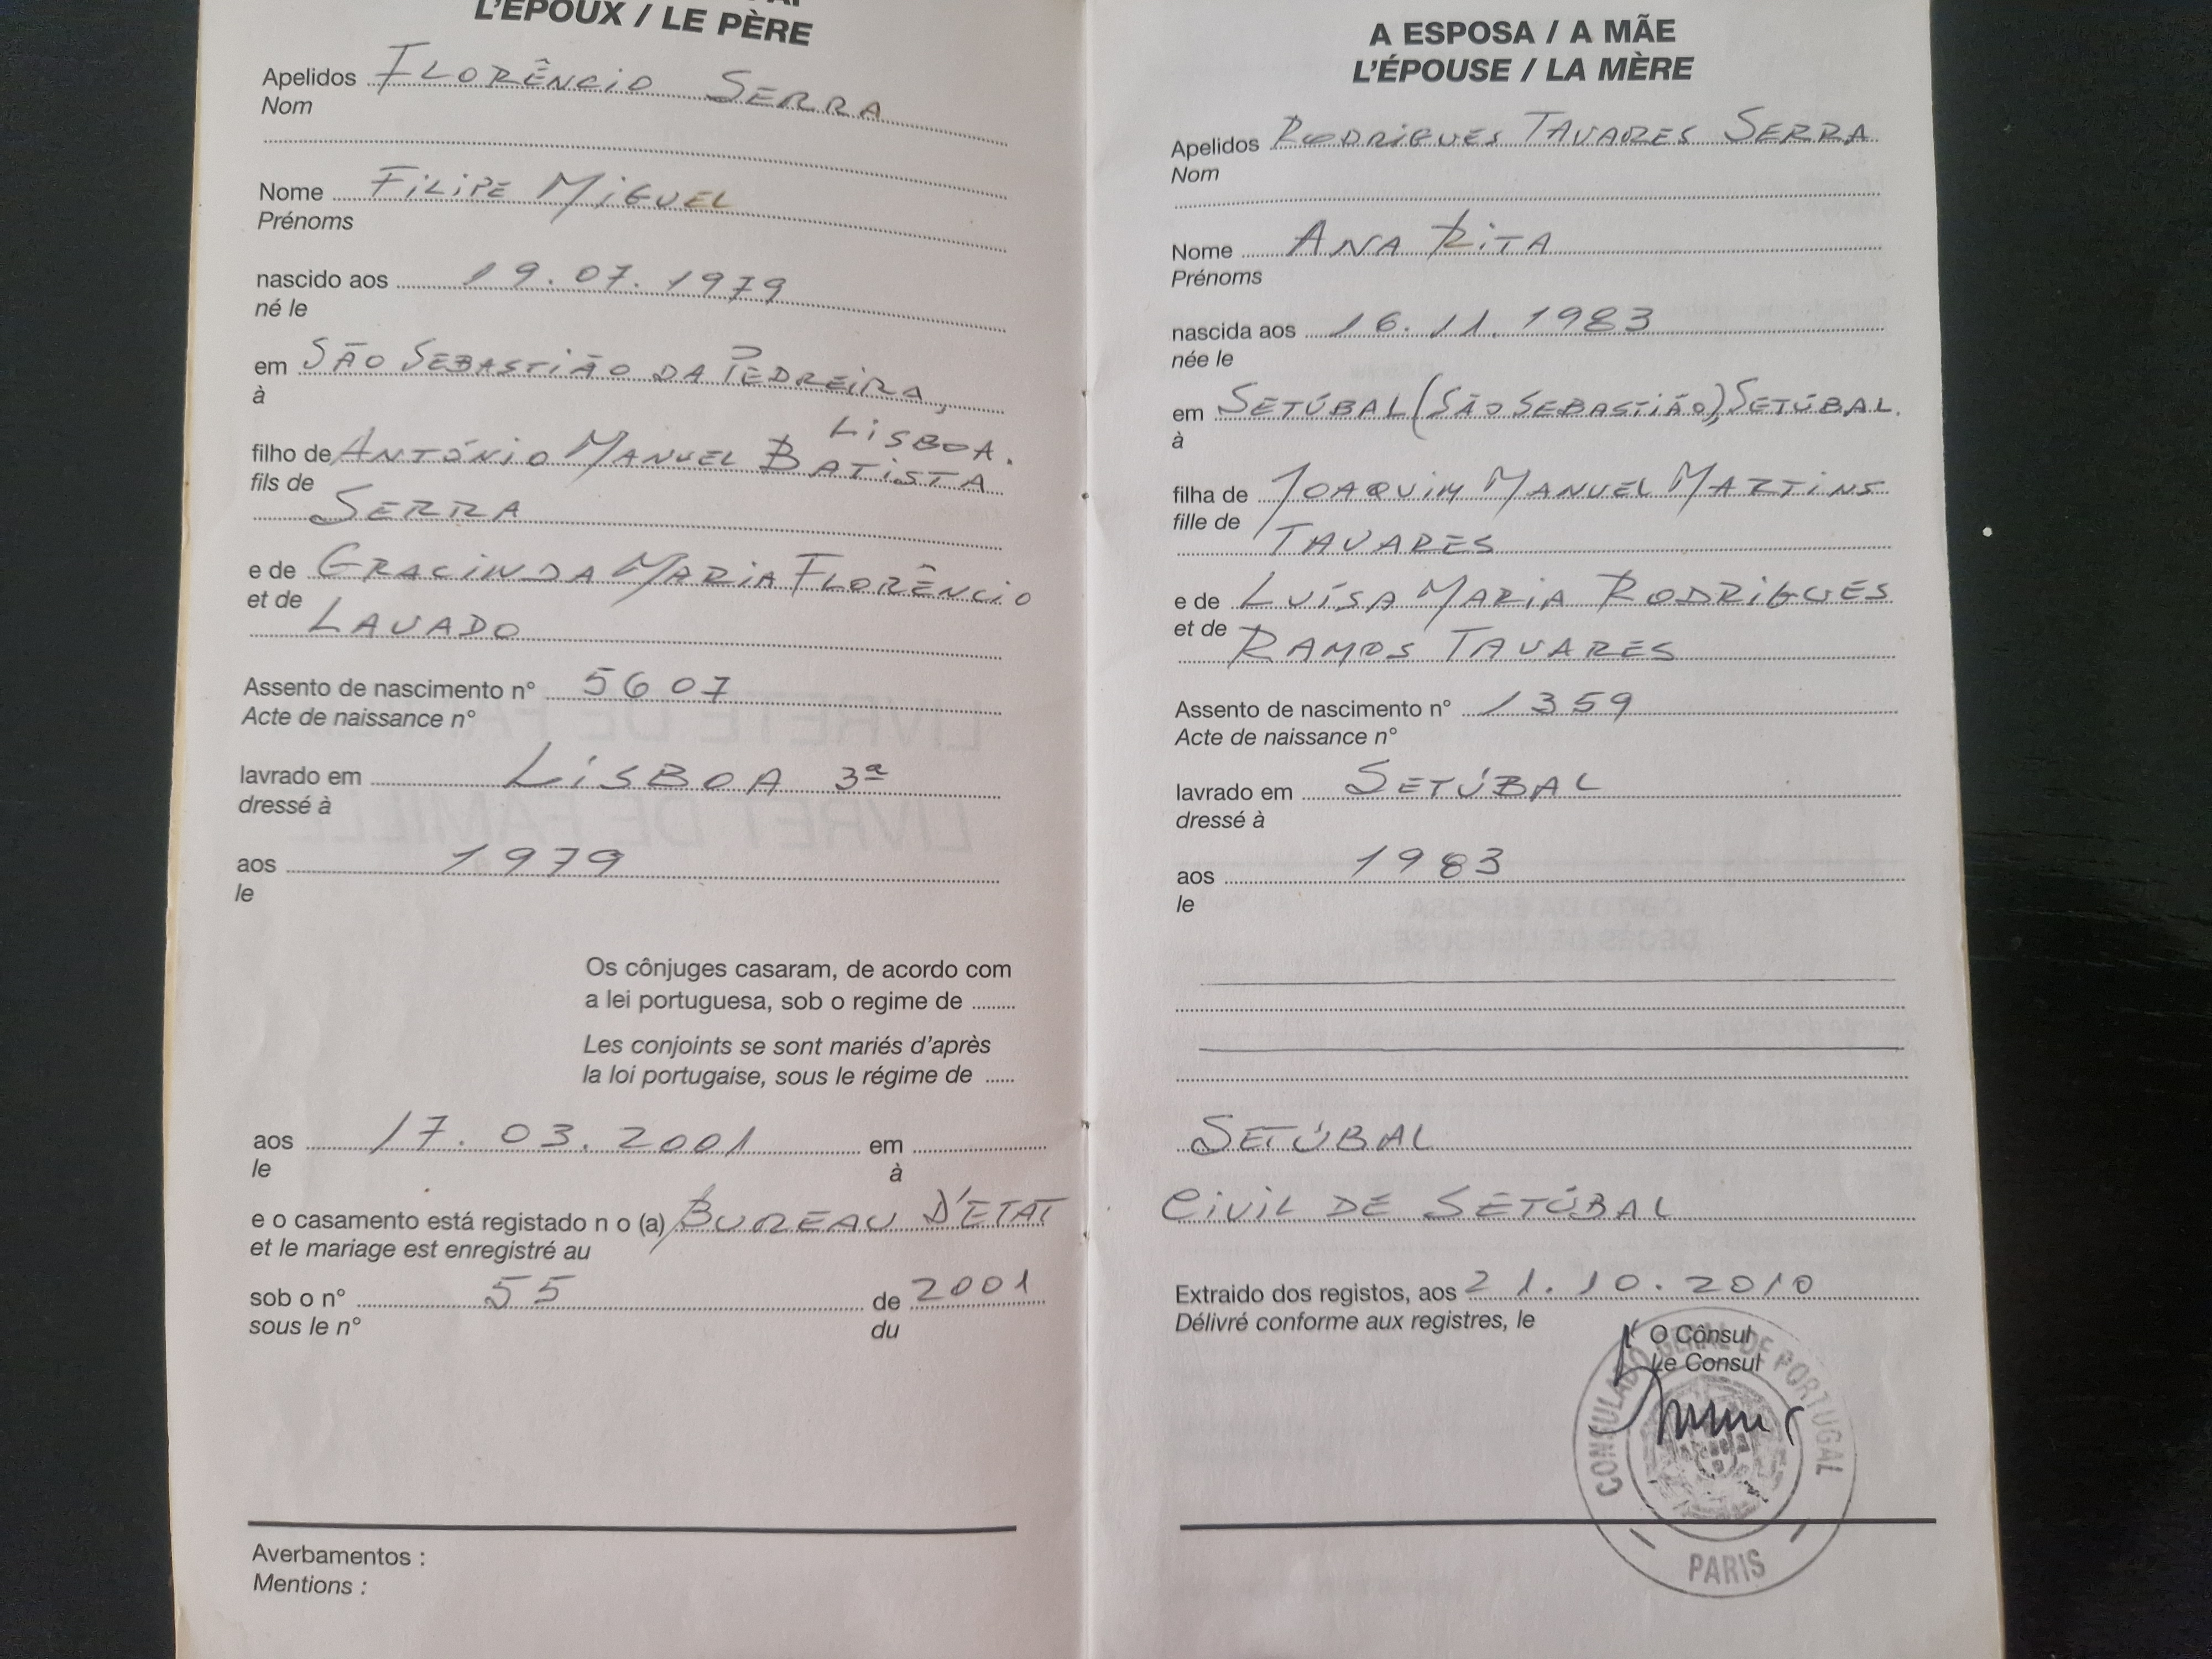 L'ÉPOUX / LE PÈRE
Apelidos FLORÊNCIO SERRA
Nom
Nome FILIPE MIGUEL
Prénoms
nascido aos 19.07.1979
né le
em SÃO SEBASTIÃO DA PEDREIRA,
à
LISBOA.
filho de ANTÓNIO MANUEL BATISTA
fils de
SERRA
e de GRACINDA MARIA FLORÊNCIO
et de
LAVADO
Assento de nascimento n° 5607
Acte de naissance n°
lavrado em LISBOA 3ª
dressé à
aos 1979
le
Os cônjuges casaram, de acordo com
a lei portuguesa, sob o regime de
Les conjoints se sont mariés d'après
la loi portugaise, sous le régime de
aos 17.03.2001 em
le à
e o casamento está registado n o (a) BUREAU D'ETAT
et le mariage est enregistré au
sob o n° 55 de 2001
sous le n° du
Averbamentos :
Mentions :
A ESPOSA / A MÃE
L'ÉPOUSE / LA MÈRE
Apelidos RODRIGUES TAVARES SERRA
Nom
Nome ANA RITA
Prénoms
nascida aos 16.11.1983
née le
em SETÚBAL (SÃO SEBASTIÃO), SETÚBAL.
à
filha de JOAQUIM MANUEL MARTINS
fille de
TAVARES
e de LUÍSA MARIA RODRIGUES
et de
RAMOS TAVARES
Assento de nascimento n° 1359
Acte de naissance n°
lavrado em SETÚBAL
dressé à
aos 1983
le
SETÚBAL
CIVIL DE SETÚBAL
Extraido dos registos, aos 21.10.2010
Délivré conforme aux registres, le
O Cônsul
Le Consul
CONSULADO GERAL DE PORTUGAL
PARIS